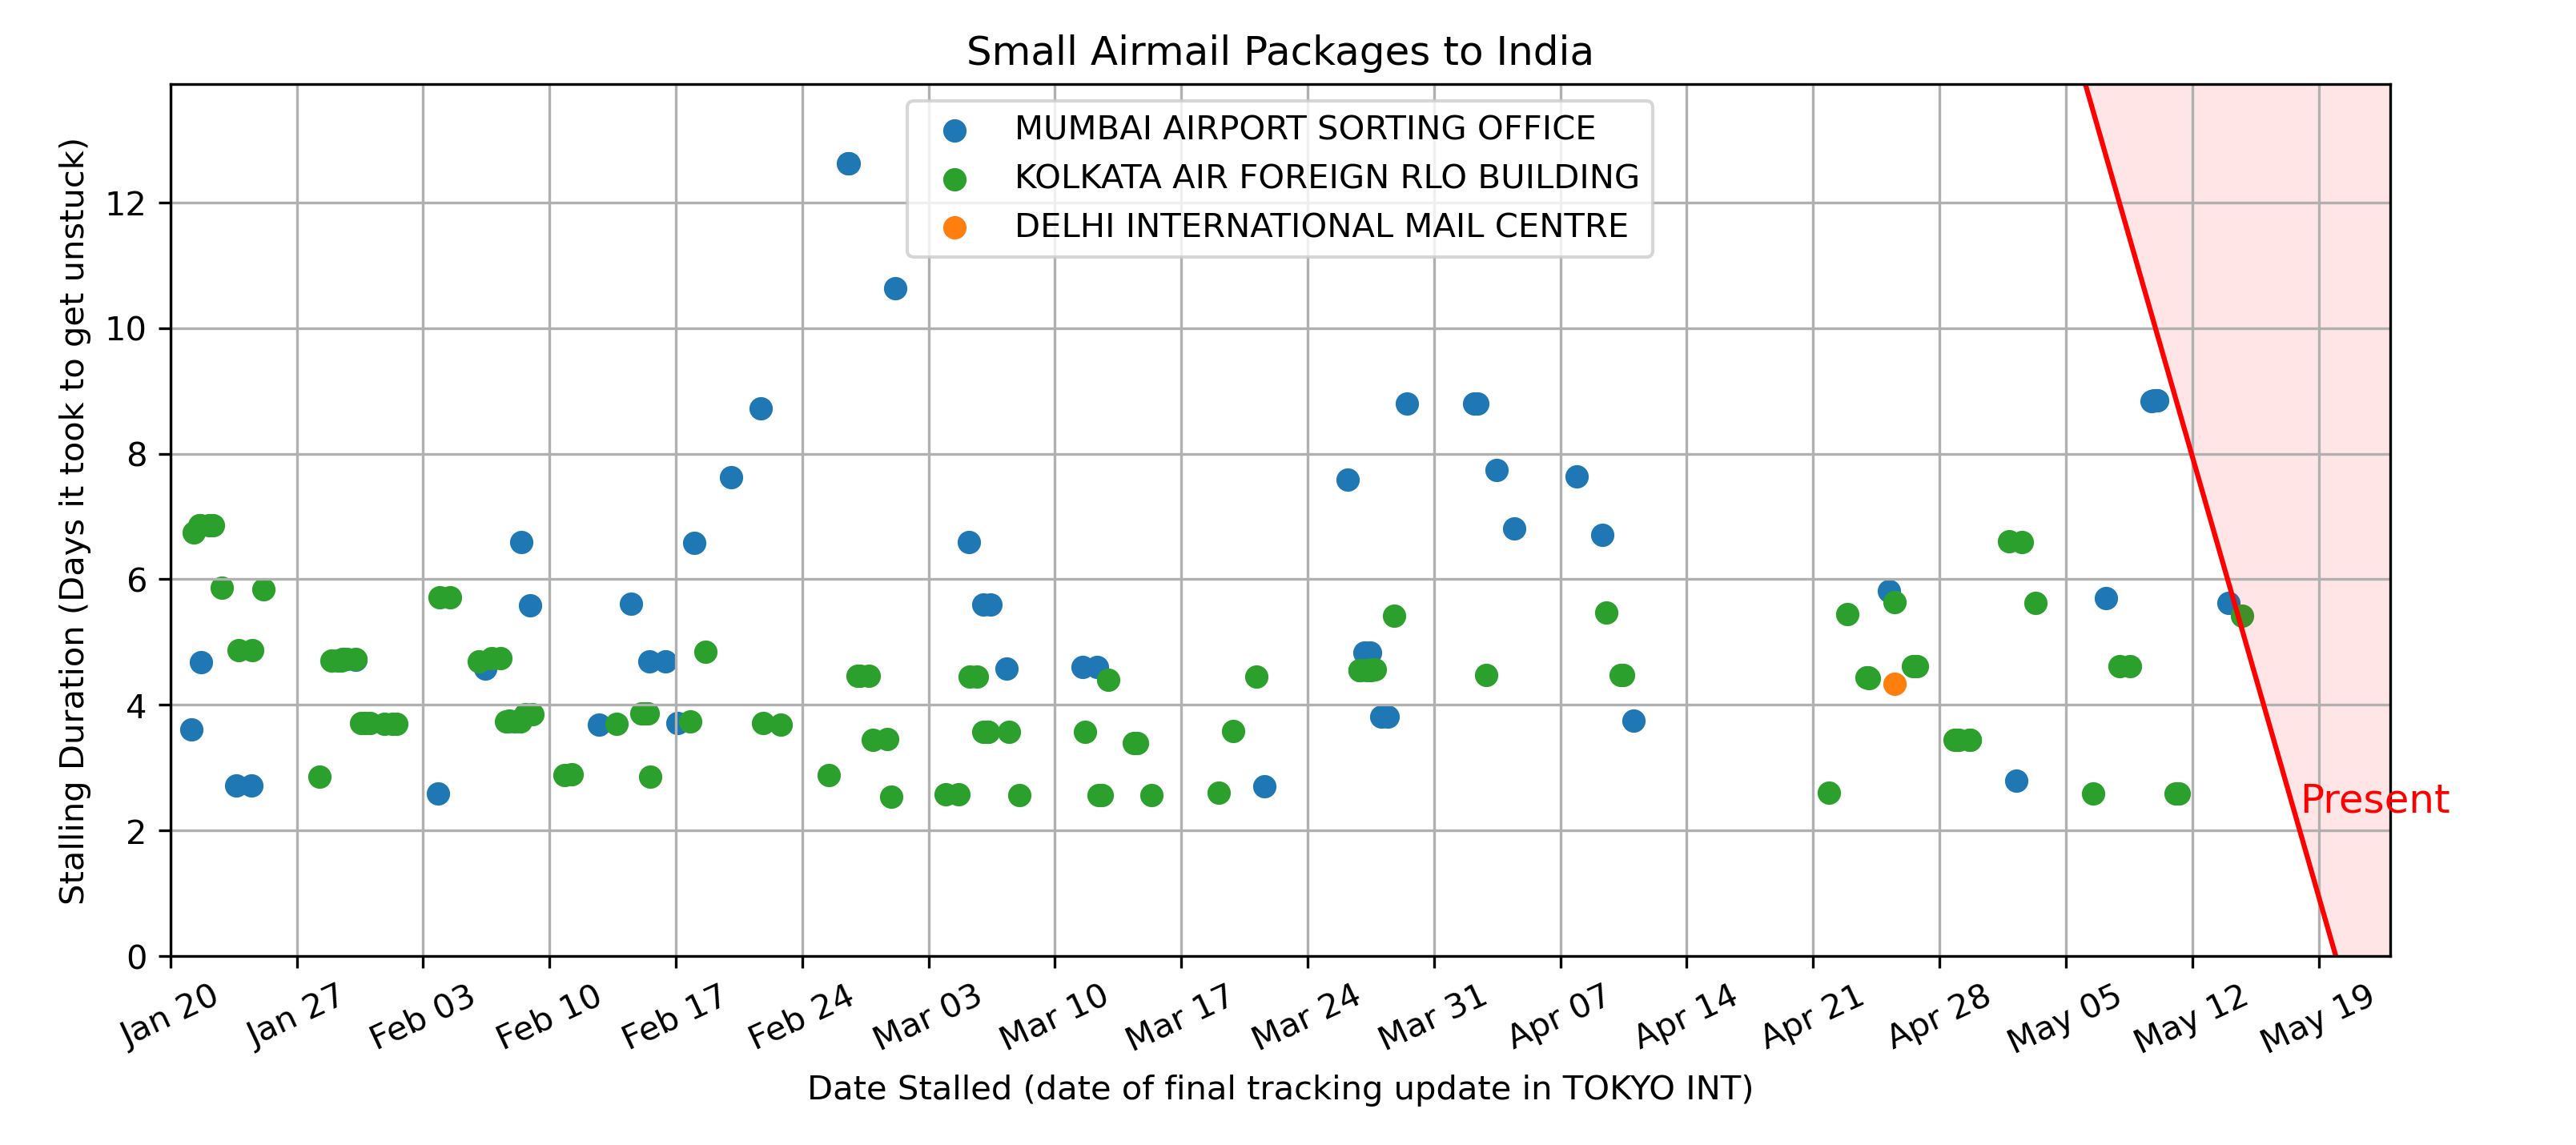 Small Airmail Packages to India
MUMBAI AIRPORT SORTING OFFICE
KOLKATA AIR FOREIGN RLO BUILDING
DELHI INTERNATIONAL MAIL CENTRE
Stalling Duration (Days it took to get unstuck)
12
10
8
6
4
2
0
Present
Jan 20
Jan 27
Feb 03
Feb 10
Feb 17
Feb 24
Mar 03
Mar 10
Mar 17
Mar 24
Mar 31
Apr 07
Apr 14
Apr 21
Apr 28
May 05
May 12
May 19
Date Stalled (date of final tracking update in TOKYO INT)